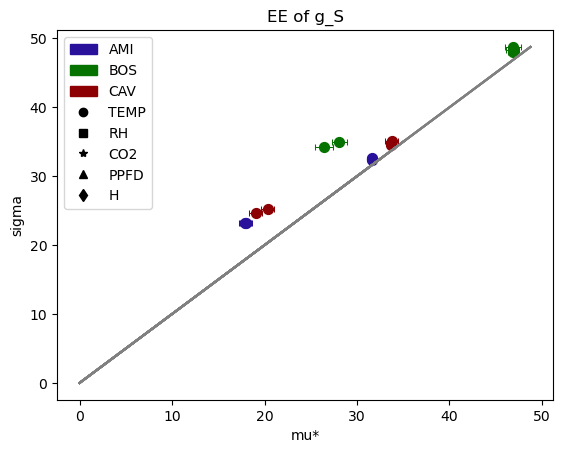 EE of g_S
AMI
BOS
CAV
TEMP
RH
CO2
PPFD
H
50
40
30
20
10
0
sigma
0 10 20 30 40 50
mu*